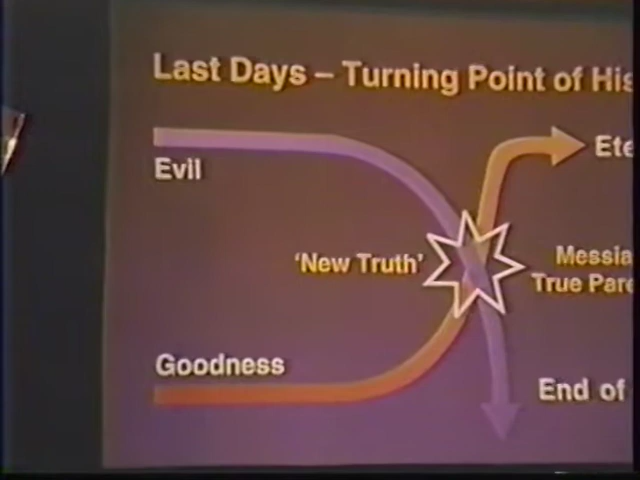 Last Days – Turning Point of His
Evil
Ete
'New Truth'
Messia
True Pare
Goodness
End of